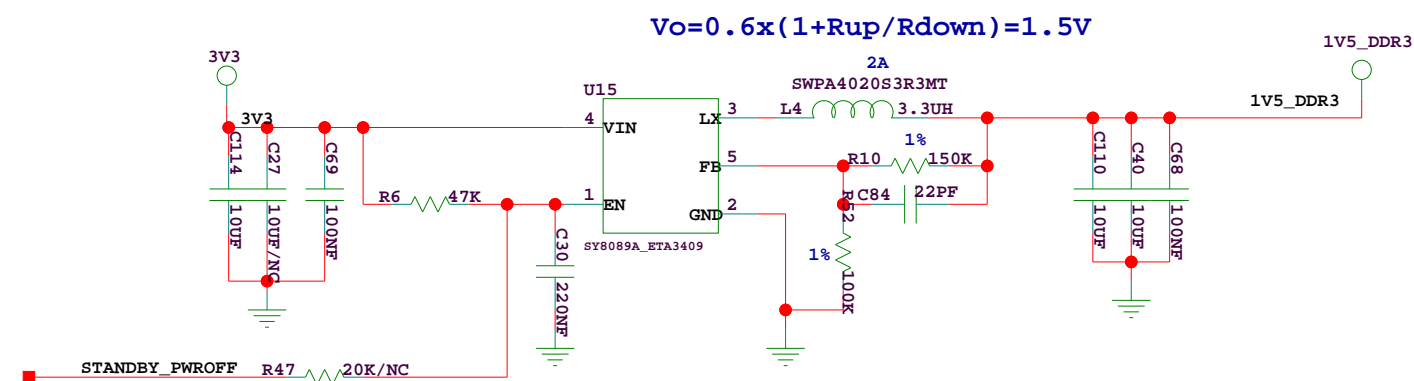 Vo=0.6x(1+Rup/Rdown)=1.5V
3V3
1V5_DDR3
2A
SWPA4020S3R3MT
U15
3V3
4
VIN
LX
3
L4
3.3UH
1V5_DDR3
1%
C114
C27
C69
FB
5
R10
150K
C110
C40
C68
R6
47K
1
EN
R52
C84
22PF
10UF
10UF/NC
100NF
GND
2
10UF
10UF
100NF
SY8089A_ETA3409
C30
220NF
1%
100K
STANDBY_PWROFF
R47
20K/NC